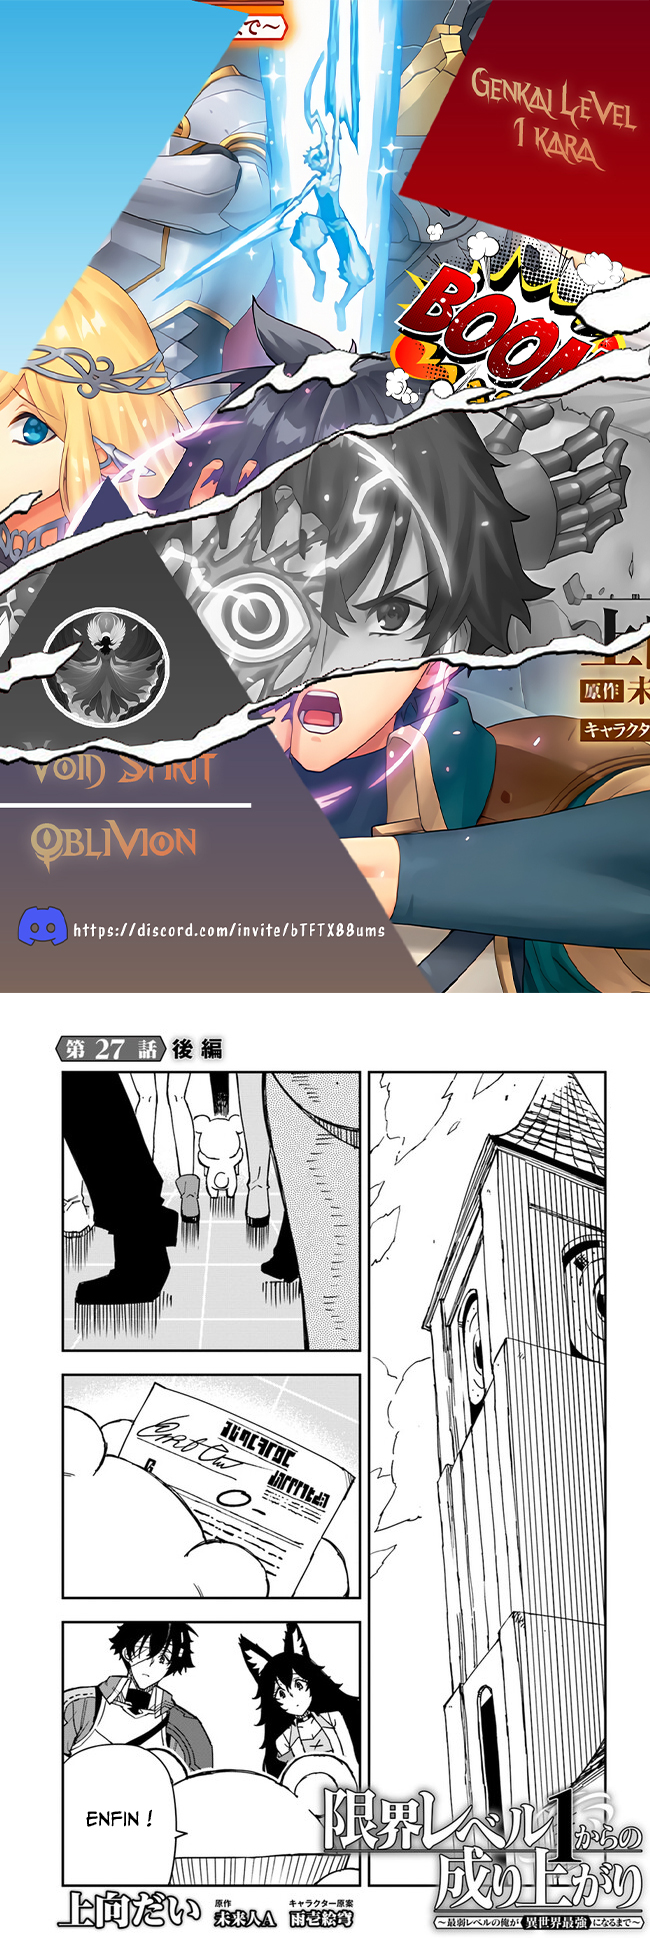 で～
GENKAI LEVEL
1 KARA
BOOM
原作 未
キャラクタ
VOID SPIRIT
OBLIVION
https://discord.com/invite/bTFTX88ums
第27話 後編
ENFIN !
限界レベル1からの
成り上がり
～最弱レベルの俺が異世界最強になるまで～
上向だい
原作
未来人A
キャラクター原案
雨壱絵穹